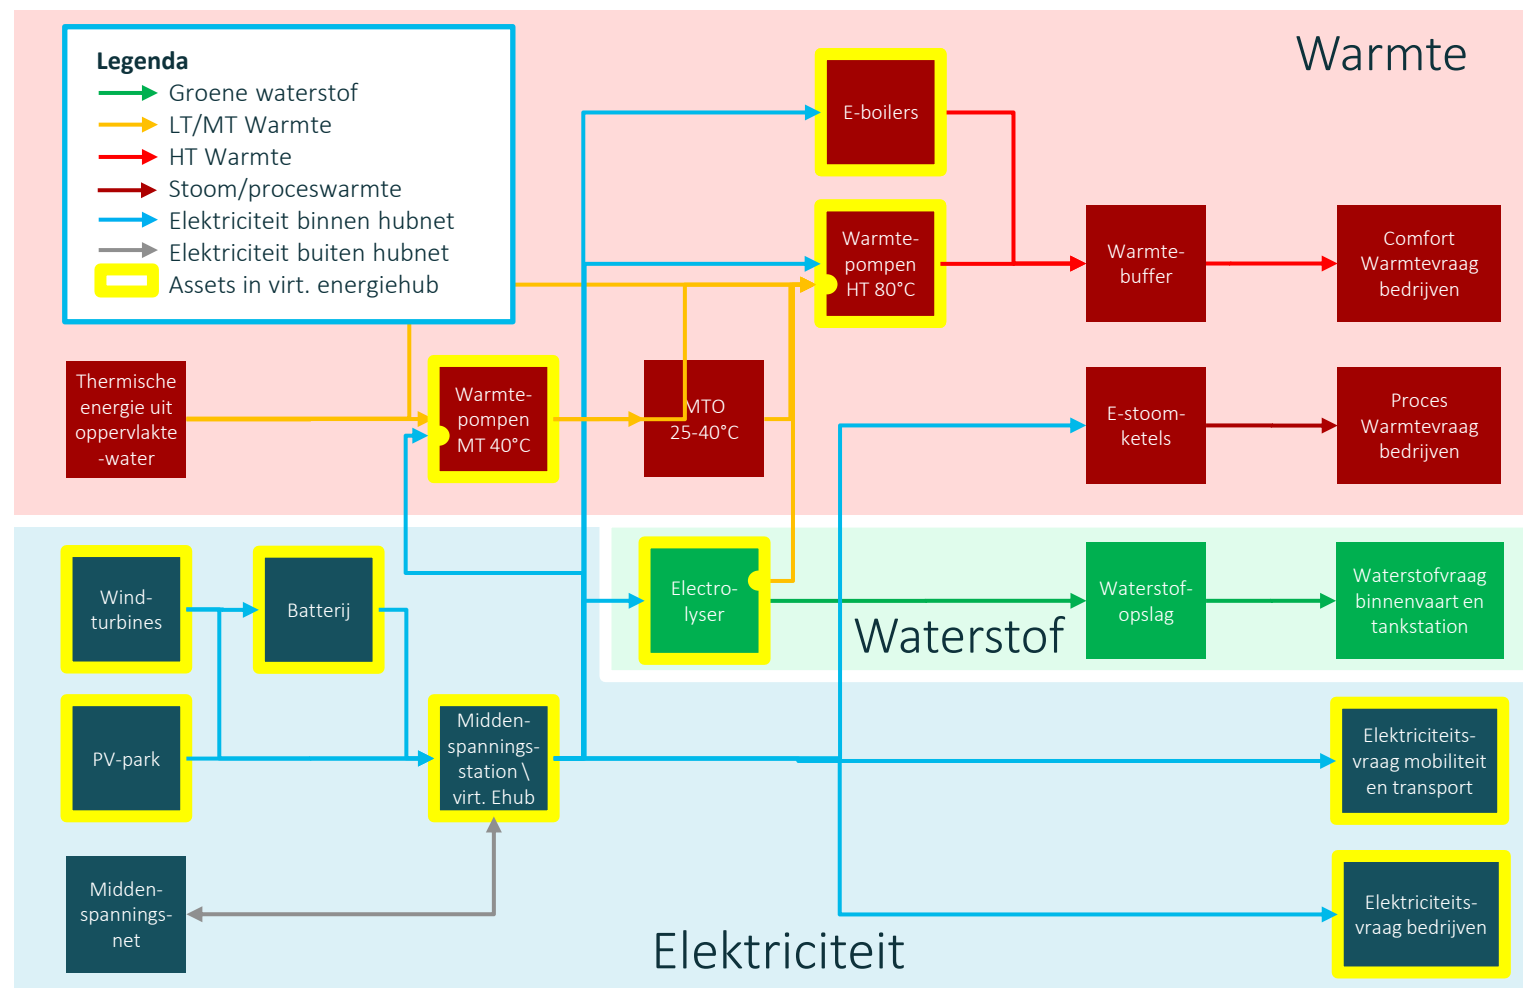 Warmte
Legenda
Groene waterstof
LT/MT Warmte
HT Warmte
Stoom/proceswarmte
Elektriciteit binnen hubnet
Elektriciteit buiten hubnet
Assets in virt. energiehub
E-boilers
Warmte-
pompen
HT 80°C
Warmte-
buffer
Comfort
Warmtevraag
bedrijven
Thermische
energie uit
oppervlakte
-water
Warmte-
pompen
MT 40°C
MTO
25-40°C
E-stoom-
ketels
Proces
Warmtevraag
bedrijven
Wind-
turbines
Batterij
Electro-
lyser
Waterstof
Waterstof-
opslag
Waterstofvraag
binnenvaart en
tankstation
PV-park
Midden-
spannings-
station \
virt. Ehub
Elektriciteits-
vraag mobiliteit
en transport
Midden-
spannings-
net
Elektriciteit
Elektriciteits-
vraag bedrijven